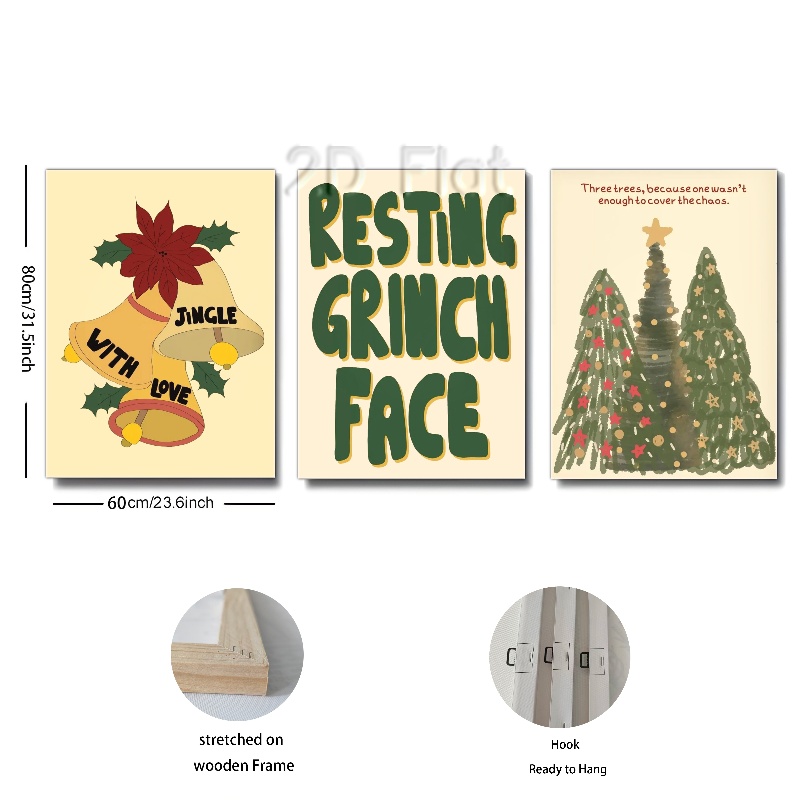 2D Flat
80cm/31.5inch
JiNGLE
WITH
LOVE
RESTiNG
GRINCH
FACE
Three trees, because one wasn't
enough to cover the chaos.
60cm/23.6inch
stretched on
wooden Frame
Hook
Ready to Hang